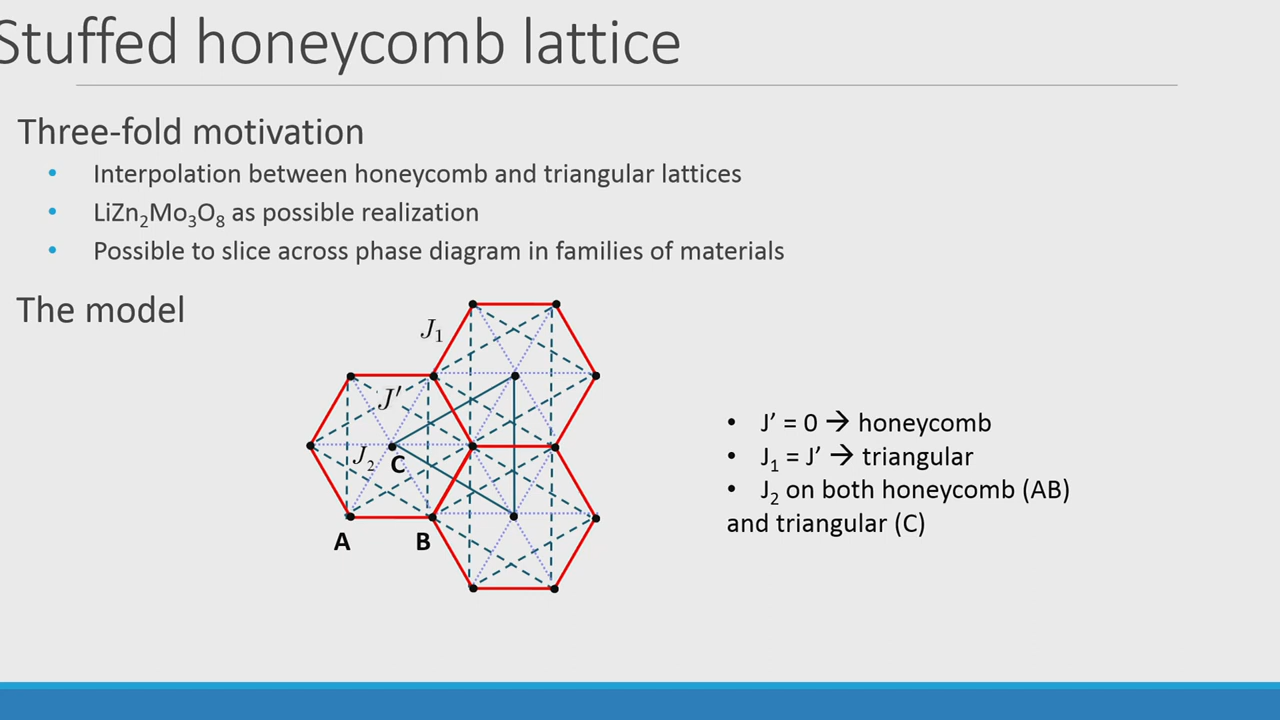 Stuffed honeycomb lattice
Three-fold motivation
• Interpolation between honeycomb and triangular lattices
• LiZn₂Mo₃O₈ as possible realization
• Possible to slice across phase diagram in families of materials
The model
J₁
J′
J₂
C
A
B
• J’ = 0 → honeycomb
• J₁ = J’ → triangular
• J₂ on both honeycomb (AB)
and triangular (C)